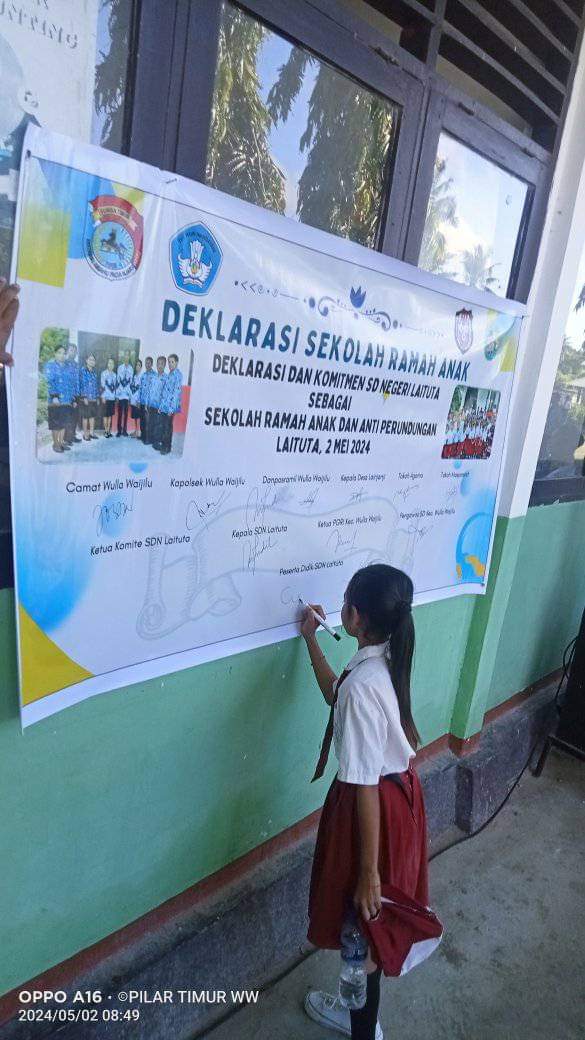 DEKLARASI SEKOLAH RAMAH ANAK
DEKLARASI DAN KOMITMEN SD NEGERI LAITUTA
SEBAGAI
SEKOLAH RAMAH ANAK DAN ANTI PERUNDUNGAN
LAITUTA, 2 MEI 2024
Camat Wulla Waijilu Kapolsek Wulla Waijilu Danposramil Wulla Waijilu Kepala Desa Laijanji Tokoh Agama Tokoh Masyarakat
Ketua Komite SDN Laituta Kepala SDN Laituta Ketua PGRI Kec. Wulla Waijilu Pengawas SD Kec. Wulla Waijilu
Peserta Didik SDN Laituta
OPPO A16 · ©PILAR TIMUR WW
2024/05/02 08:49